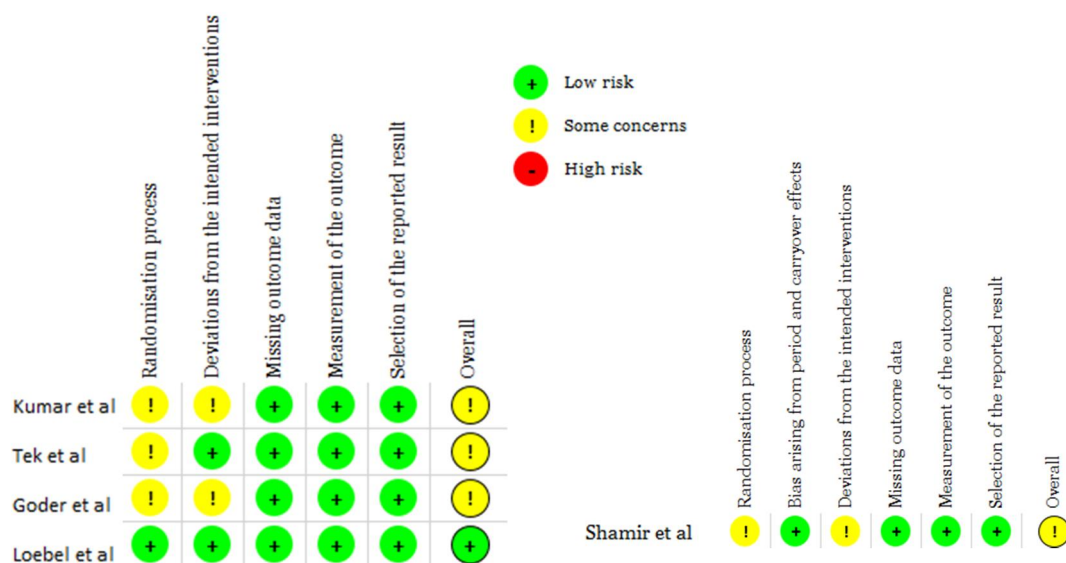 Randomisation process
Deviations from the intended interventions
Missing outcome data
Measurement of the outcome
Selection of the reported result
Overall
+ Low risk
! Some concerns
- High risk
Kumar et al ! ! + + + !
Tek et al ! + + + + !
Goder et al ! ! + + + !
Loebel et al + + + + + +
Randomisation process
Bias arising from period and carryover effects
Deviations from the intended interventions
Missing outcome data
Measurement of the outcome
Selection of the reported result
Overall
Shamir et al ! + ! + + + !